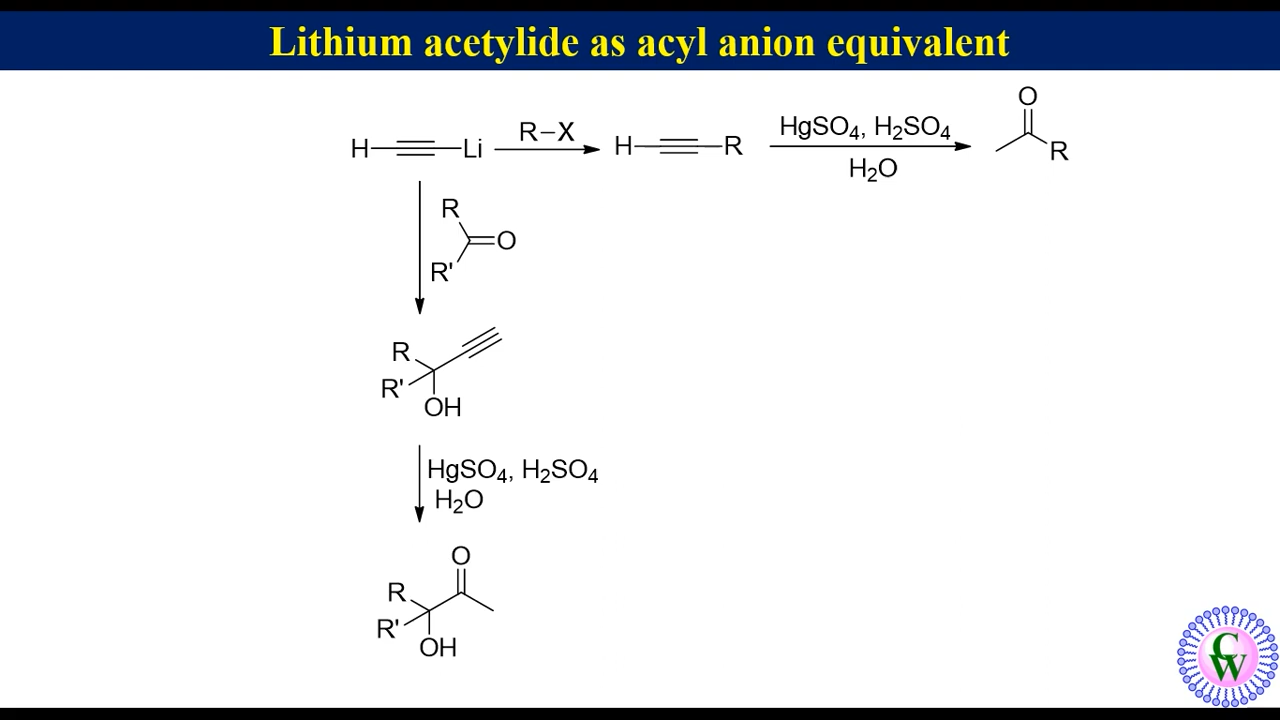 Lithium acetylide as acyl anion equivalent
H Li
R–X
H R
HgSO4, H2SO4
H2O
O
R
R
O
R'
R
R'
OH
HgSO4, H2SO4
H2O
O
R
R'
OH
CW